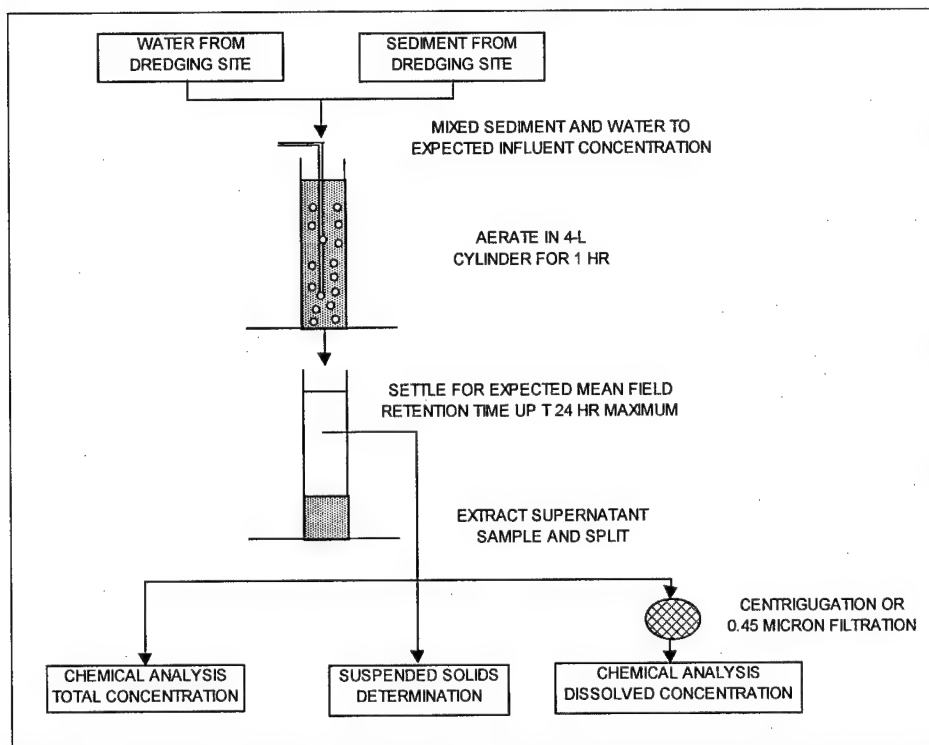 WATER FROM
DREDGING SITE
SEDIMENT FROM
DREDGING SITE
MIXED SEDIMENT AND WATER TO
EXPECTED INFLUENT CONCENTRATION
AERATE IN 4-L
CYLINDER FOR 1 HR
SETTLE FOR EXPECTED MEAN FIELD
RETENTION TIME UP T 24 HR MAXIMUM
EXTRACT SUPERNATANT
SAMPLE AND SPLIT
CENTRIGUGATION OR
0.45 MICRON FILTRATION
CHEMICAL ANALYSIS
TOTAL CONCENTRATION
SUSPENDED SOLIDS
DETERMINATION
CHEMICAL ANALYSIS
DISSOLVED CONCENTRATION